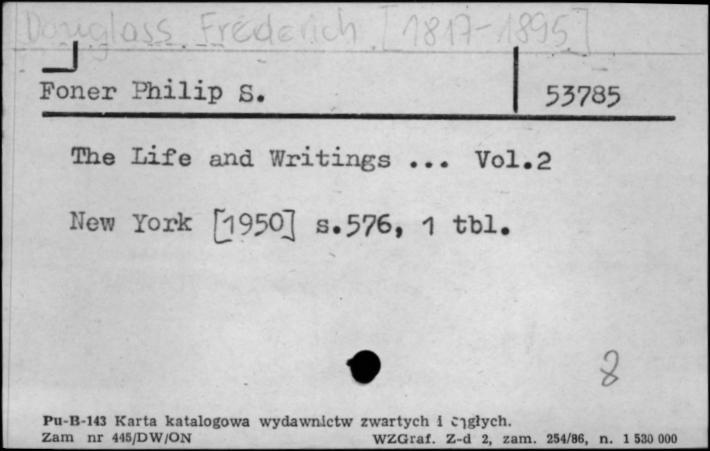 Douglass Frederich [1817-1895]
Foner Philip S. 53785
The Life and Writings ... Vol.2
New York [1950] s.576, 1 tbl.
8
Pu-B-143 Karta katalogowa wydawnictw zwartych i ciągłych.
Zam nr 445/DW/ON WZGraf. Z-d 2, zam. 254/86, n. 1 530 000